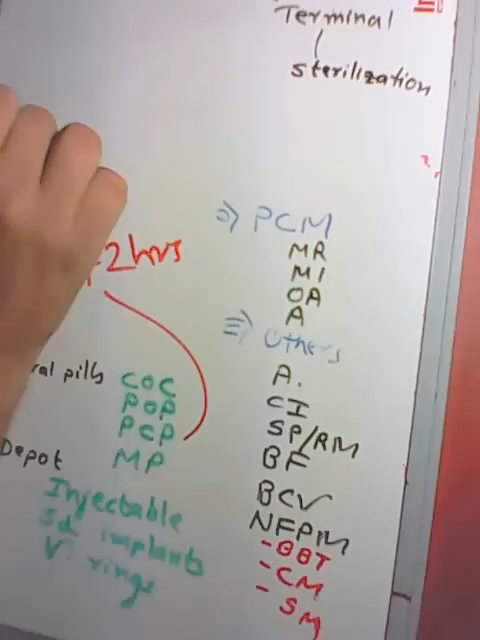 Terminal
sterilization
⇒) PCM
MR
MI
OA
A
2hrs
⇒) Others
ral pills COC
POP
PCP
Depot MP
Injectable
Sd implants
V rings
A.
CI
SP/RM
BF
BCV
NFPM
- BBT
- CM
- SM